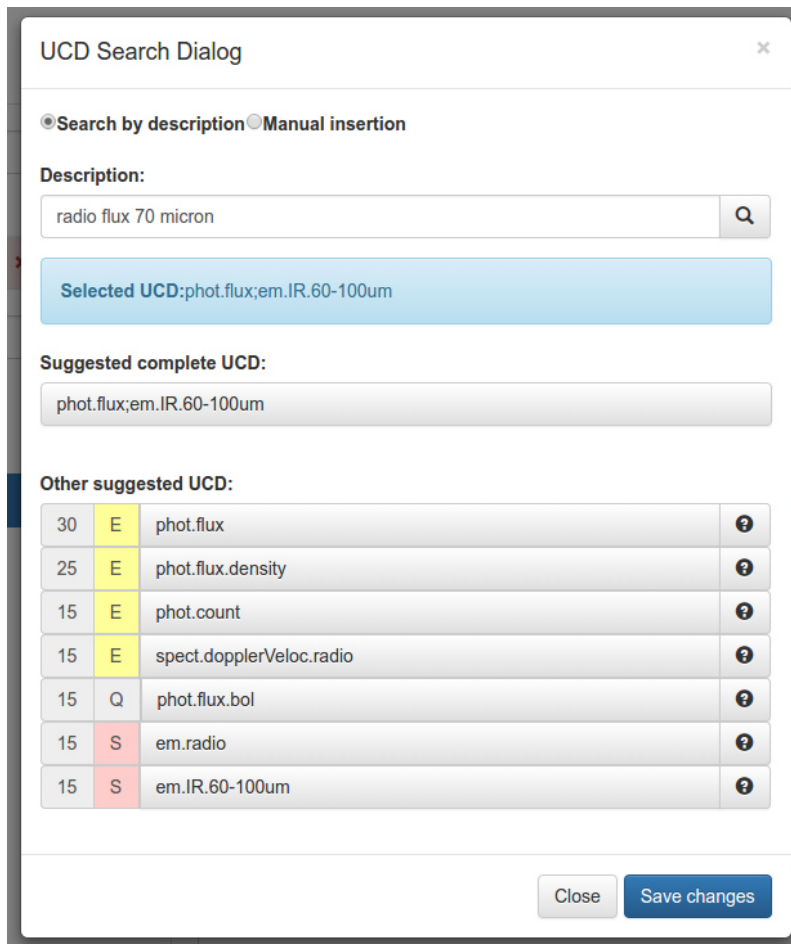 UCD Search Dialog ×
Search by description Manual insertion
Description:
radio flux 70 micron
Selected UCD:phot.flux;em.IR.60-100um
Suggested complete UCD:
phot.flux;em.IR.60-100um
Other suggested UCD:
30 E phot.flux ?
25 E phot.flux.density ?
15 E phot.count ?
15 E spect.dopplerVeloc.radio ?
15 Q phot.flux.bol ?
15 S em.radio ?
15 S em.IR.60-100um ?
Close Save changes